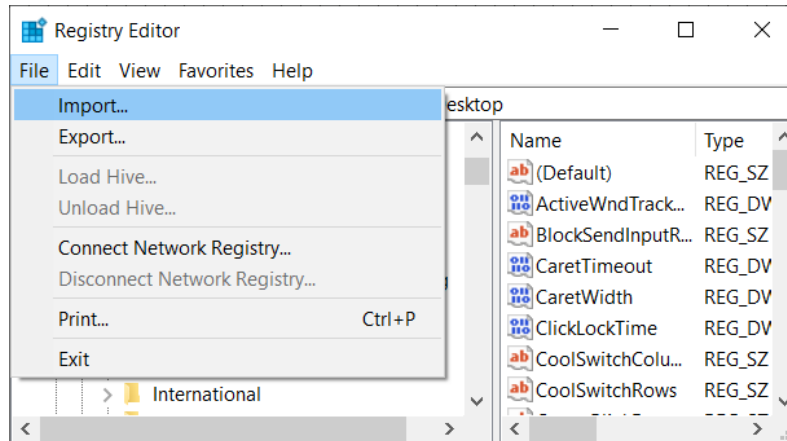 Registry Editor
File Edit View Favorites Help
esktop
Import...
Export...
Load Hive...
Unload Hive...
Connect Network Registry...
Disconnect Network Registry...
Print... Ctrl+P
Exit
International
Name Type
(Default) REG_SZ
ActiveWndTrack... REG_DW
BlockSendInputR... REG_SZ
CaretTimeout REG_DW
CaretWidth REG_DW
ClickLockTime REG_DW
CoolSwitchColu... REG_SZ
CoolSwitchRows REG_SZ